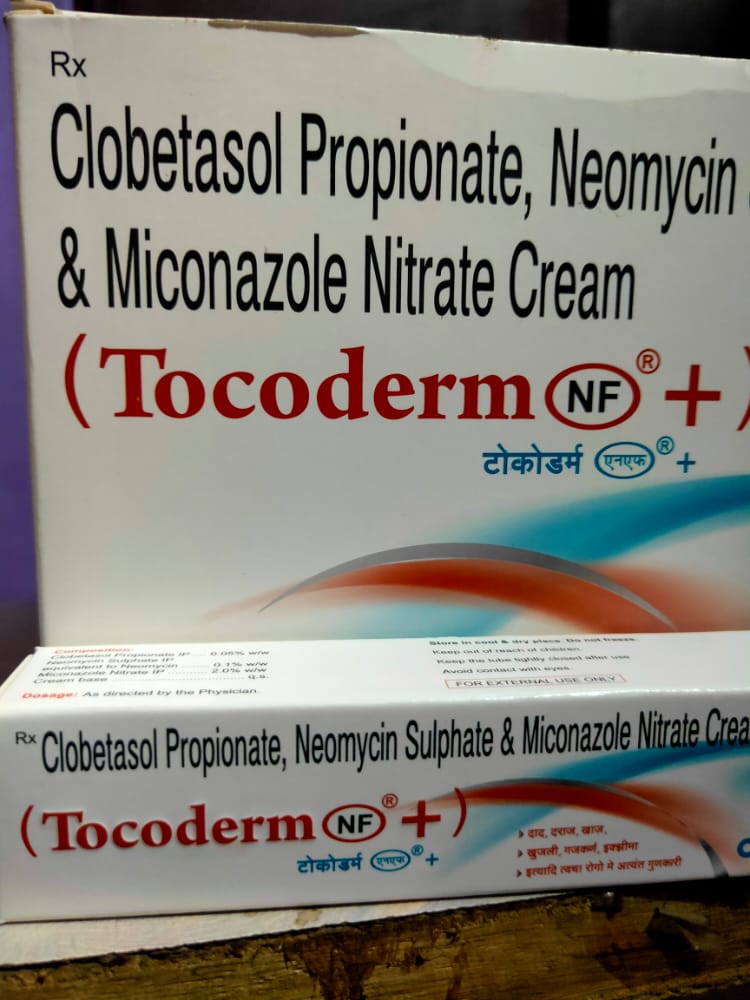 Rx
Clobetasol Propionate, Neomycin
& Miconazole Nitrate Cream
(Tocoderm NF® +)
टोकोडर्म एनएफ® +
Composition:
Clobetasol Propionate IP ..... 0.05% w/w
Neomycin Sulphate IP
equivalent to Neomycin ........ 0.1% w/w
Miconazole Nitrate IP ........... 2.0% w/w
Cream base ............................ q.s.
Dosage: As directed by the Physician.
Store in cool & dry place. Do not freeze.
Keep out of reach of children.
Keep the tube tightly closed after use
Avoid contact with eyes
FOR EXTERNAL USE ONLY
Rx Clobetasol Propionate, Neomycin Sulphate & Miconazole Nitrate Crea
(Tocoderm NF® +)
टोकोडर्म एनएफ® +
दाद, दराज, खाज,
खुजली, गजकर्ण, इक्झीमा
इत्यादि त्वचा रोगो मे अत्यंत गुणकारी